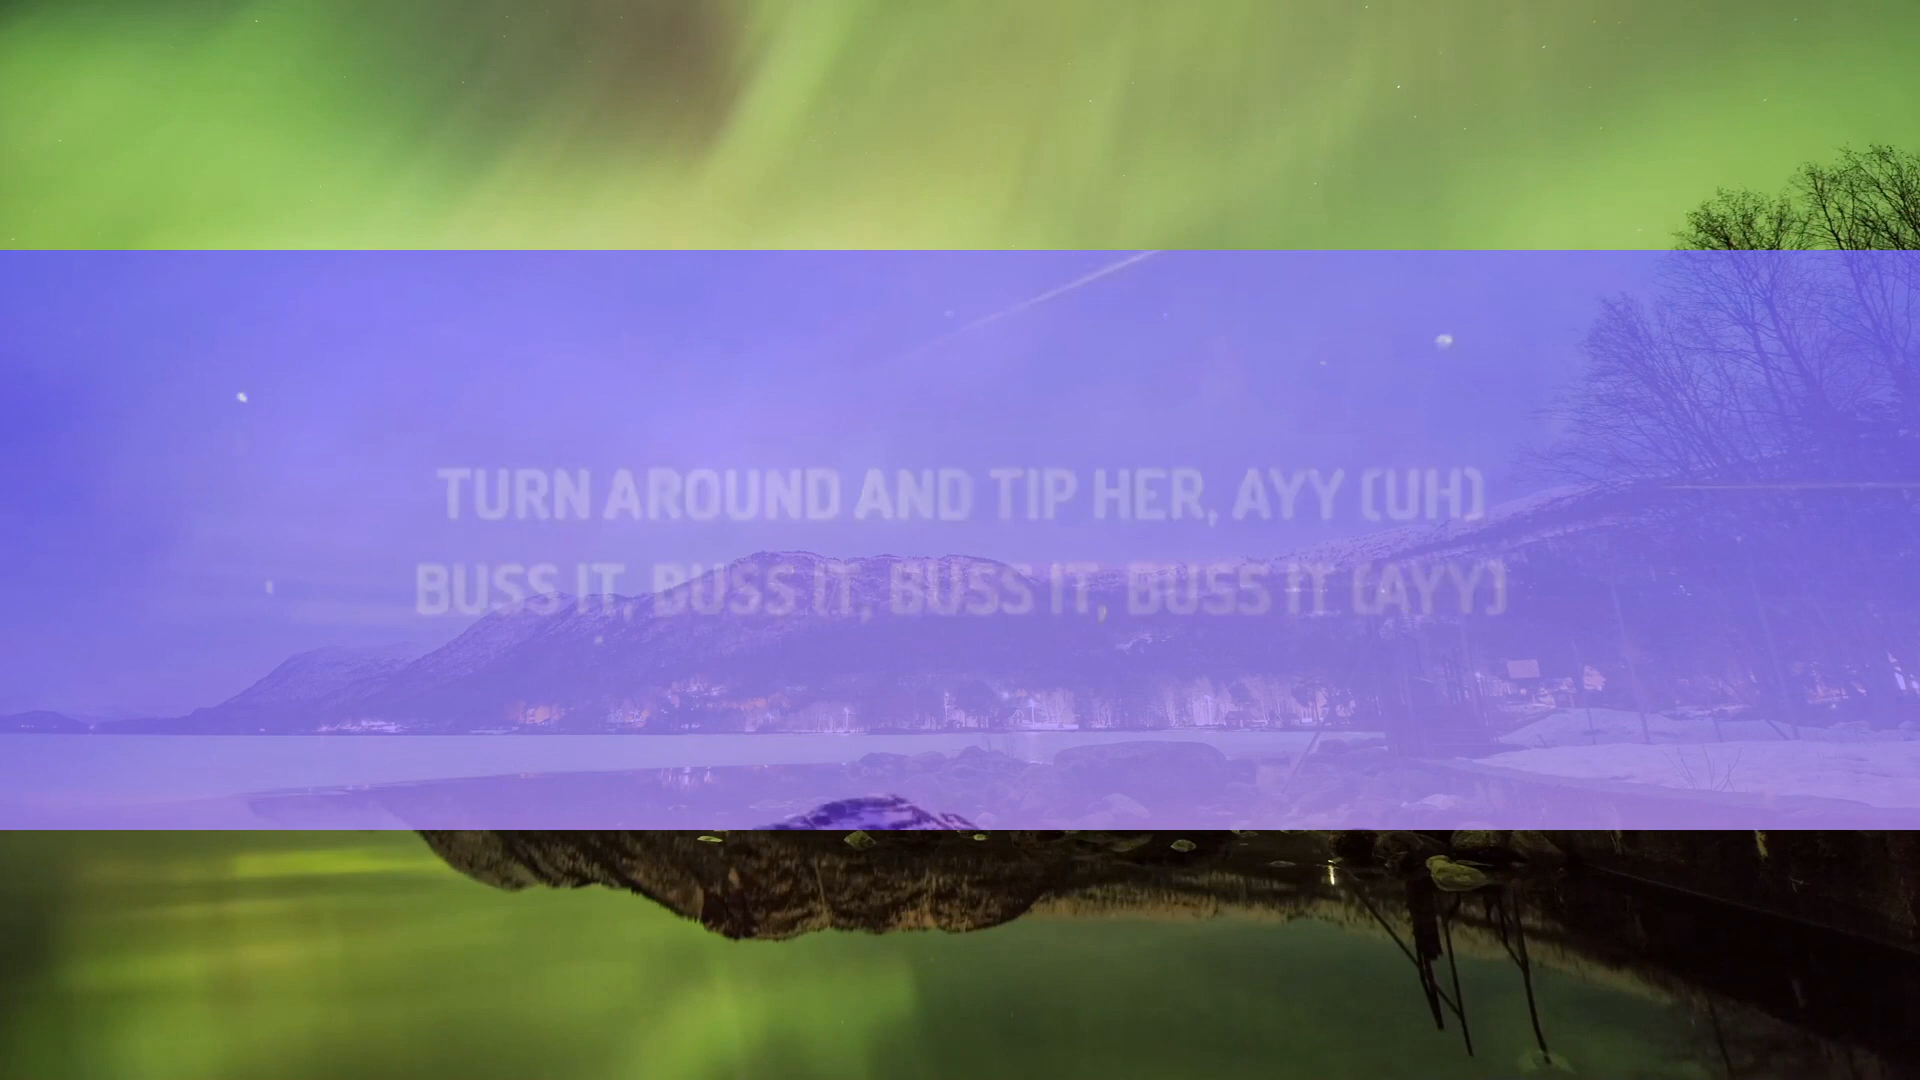 TURN AROUND AND TIP HER, AYY (UH)
BUSS IT, BUSS IT, BUSS IT, BUSS IT (AYY)